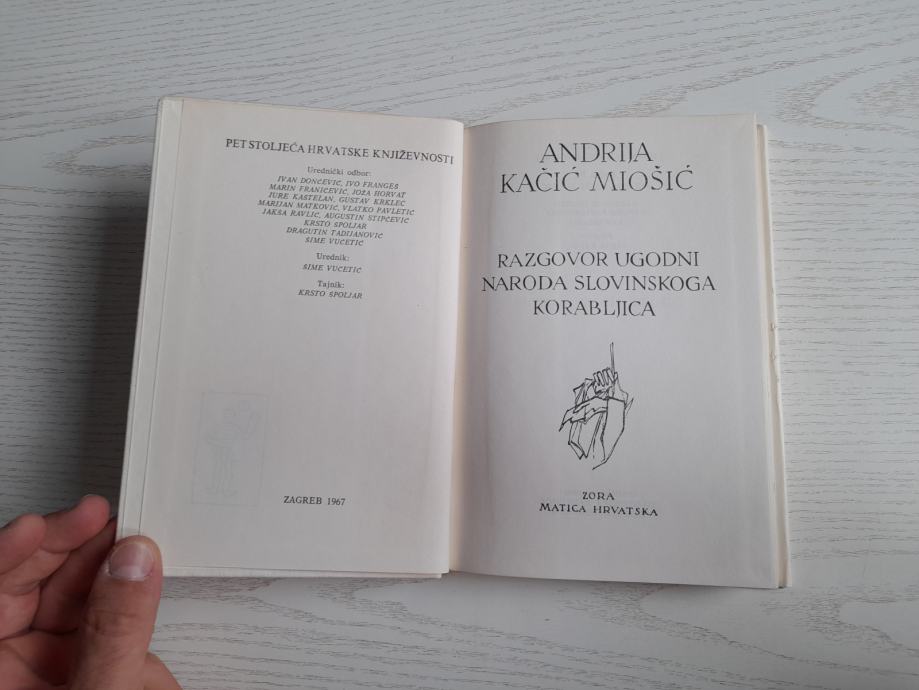 PET STOLJEĆA HRVATSKE KNJIŽEVNOSTI
Urednički odbor:
IVAN DONČEVIĆ, IVO FRANGEŠ
MARIN FRANIČEVIĆ, JOŽA HORVAT
JURE KAŠTELAN, GUSTAV KRKLEC
MARIJAN MATKOVIĆ, VLATKO PAVLETIĆ
JAKŠA RAVLIĆ, AUGUSTIN STIPČEVIĆ
KRSTO ŠPOLJAR
DRAGUTIN TADIJANOVIĆ
ŠIME VUČETIĆ
Urednik:
ŠIME VUČETIĆ
Tajnik:
KRSTO ŠPOLJAR
ZAGREB 1967
ANDRIJA
KAČIĆ MIOŠIĆ
RAZGOVOR UGODNI
NARODA SLOVINSKOGA
KORABLJICA
ZORA
MATICA HRVATSKA